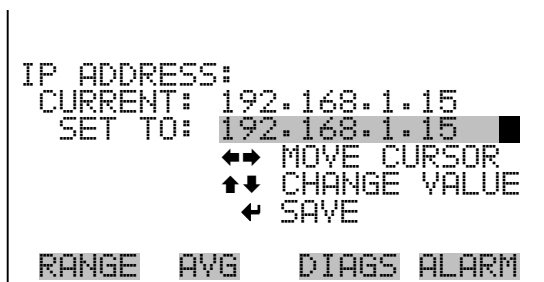 IP ADDRESS:
CURRENT: 192.168.1.15
SET TO: 192.168.1.15
←→ MOVE CURSOR
↑↓ CHANGE VALUE
↵ SAVE
RANGE AVG DIAGS ALARM